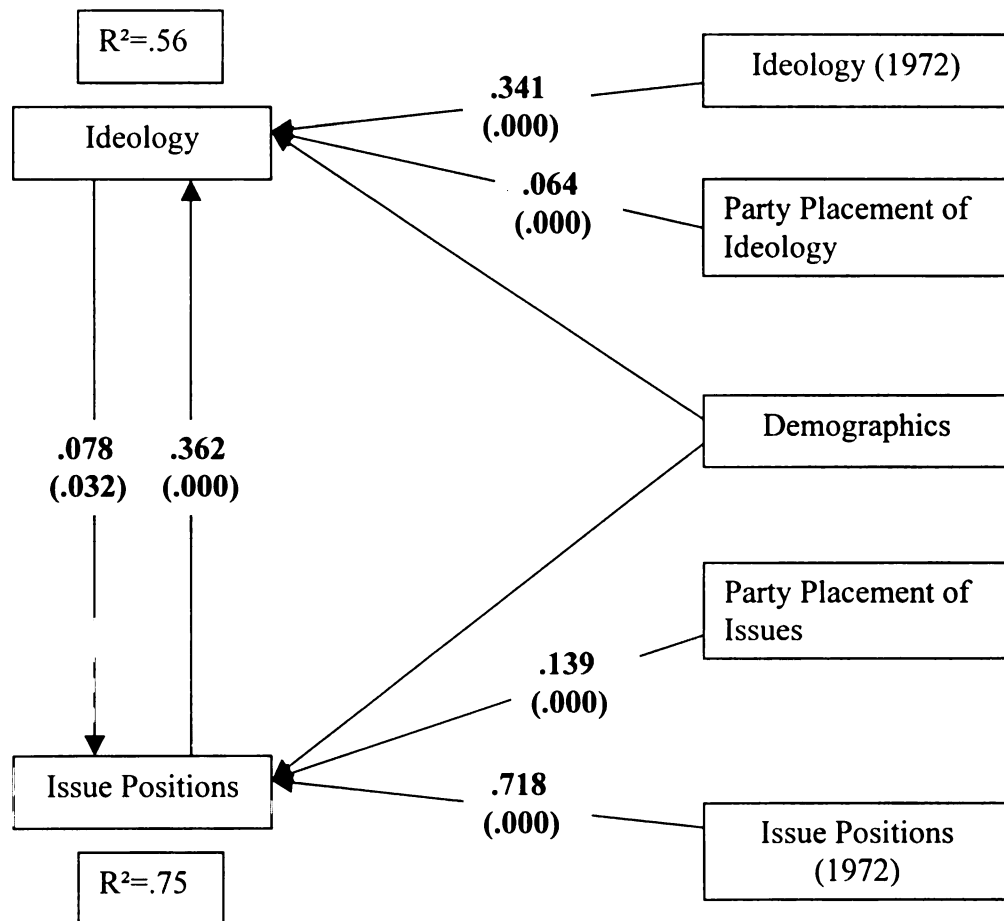 R²=.56
Ideology (1972)
.341
(.000)
Ideology
.064
(.000)
Party Placement of
Ideology
Demographics
.078
(.032)
.362
(.000)
Party Placement of
Issues
.139
(.000)
Issue Positions
.718
(.000)
Issue Positions
(1972)
R²=.75